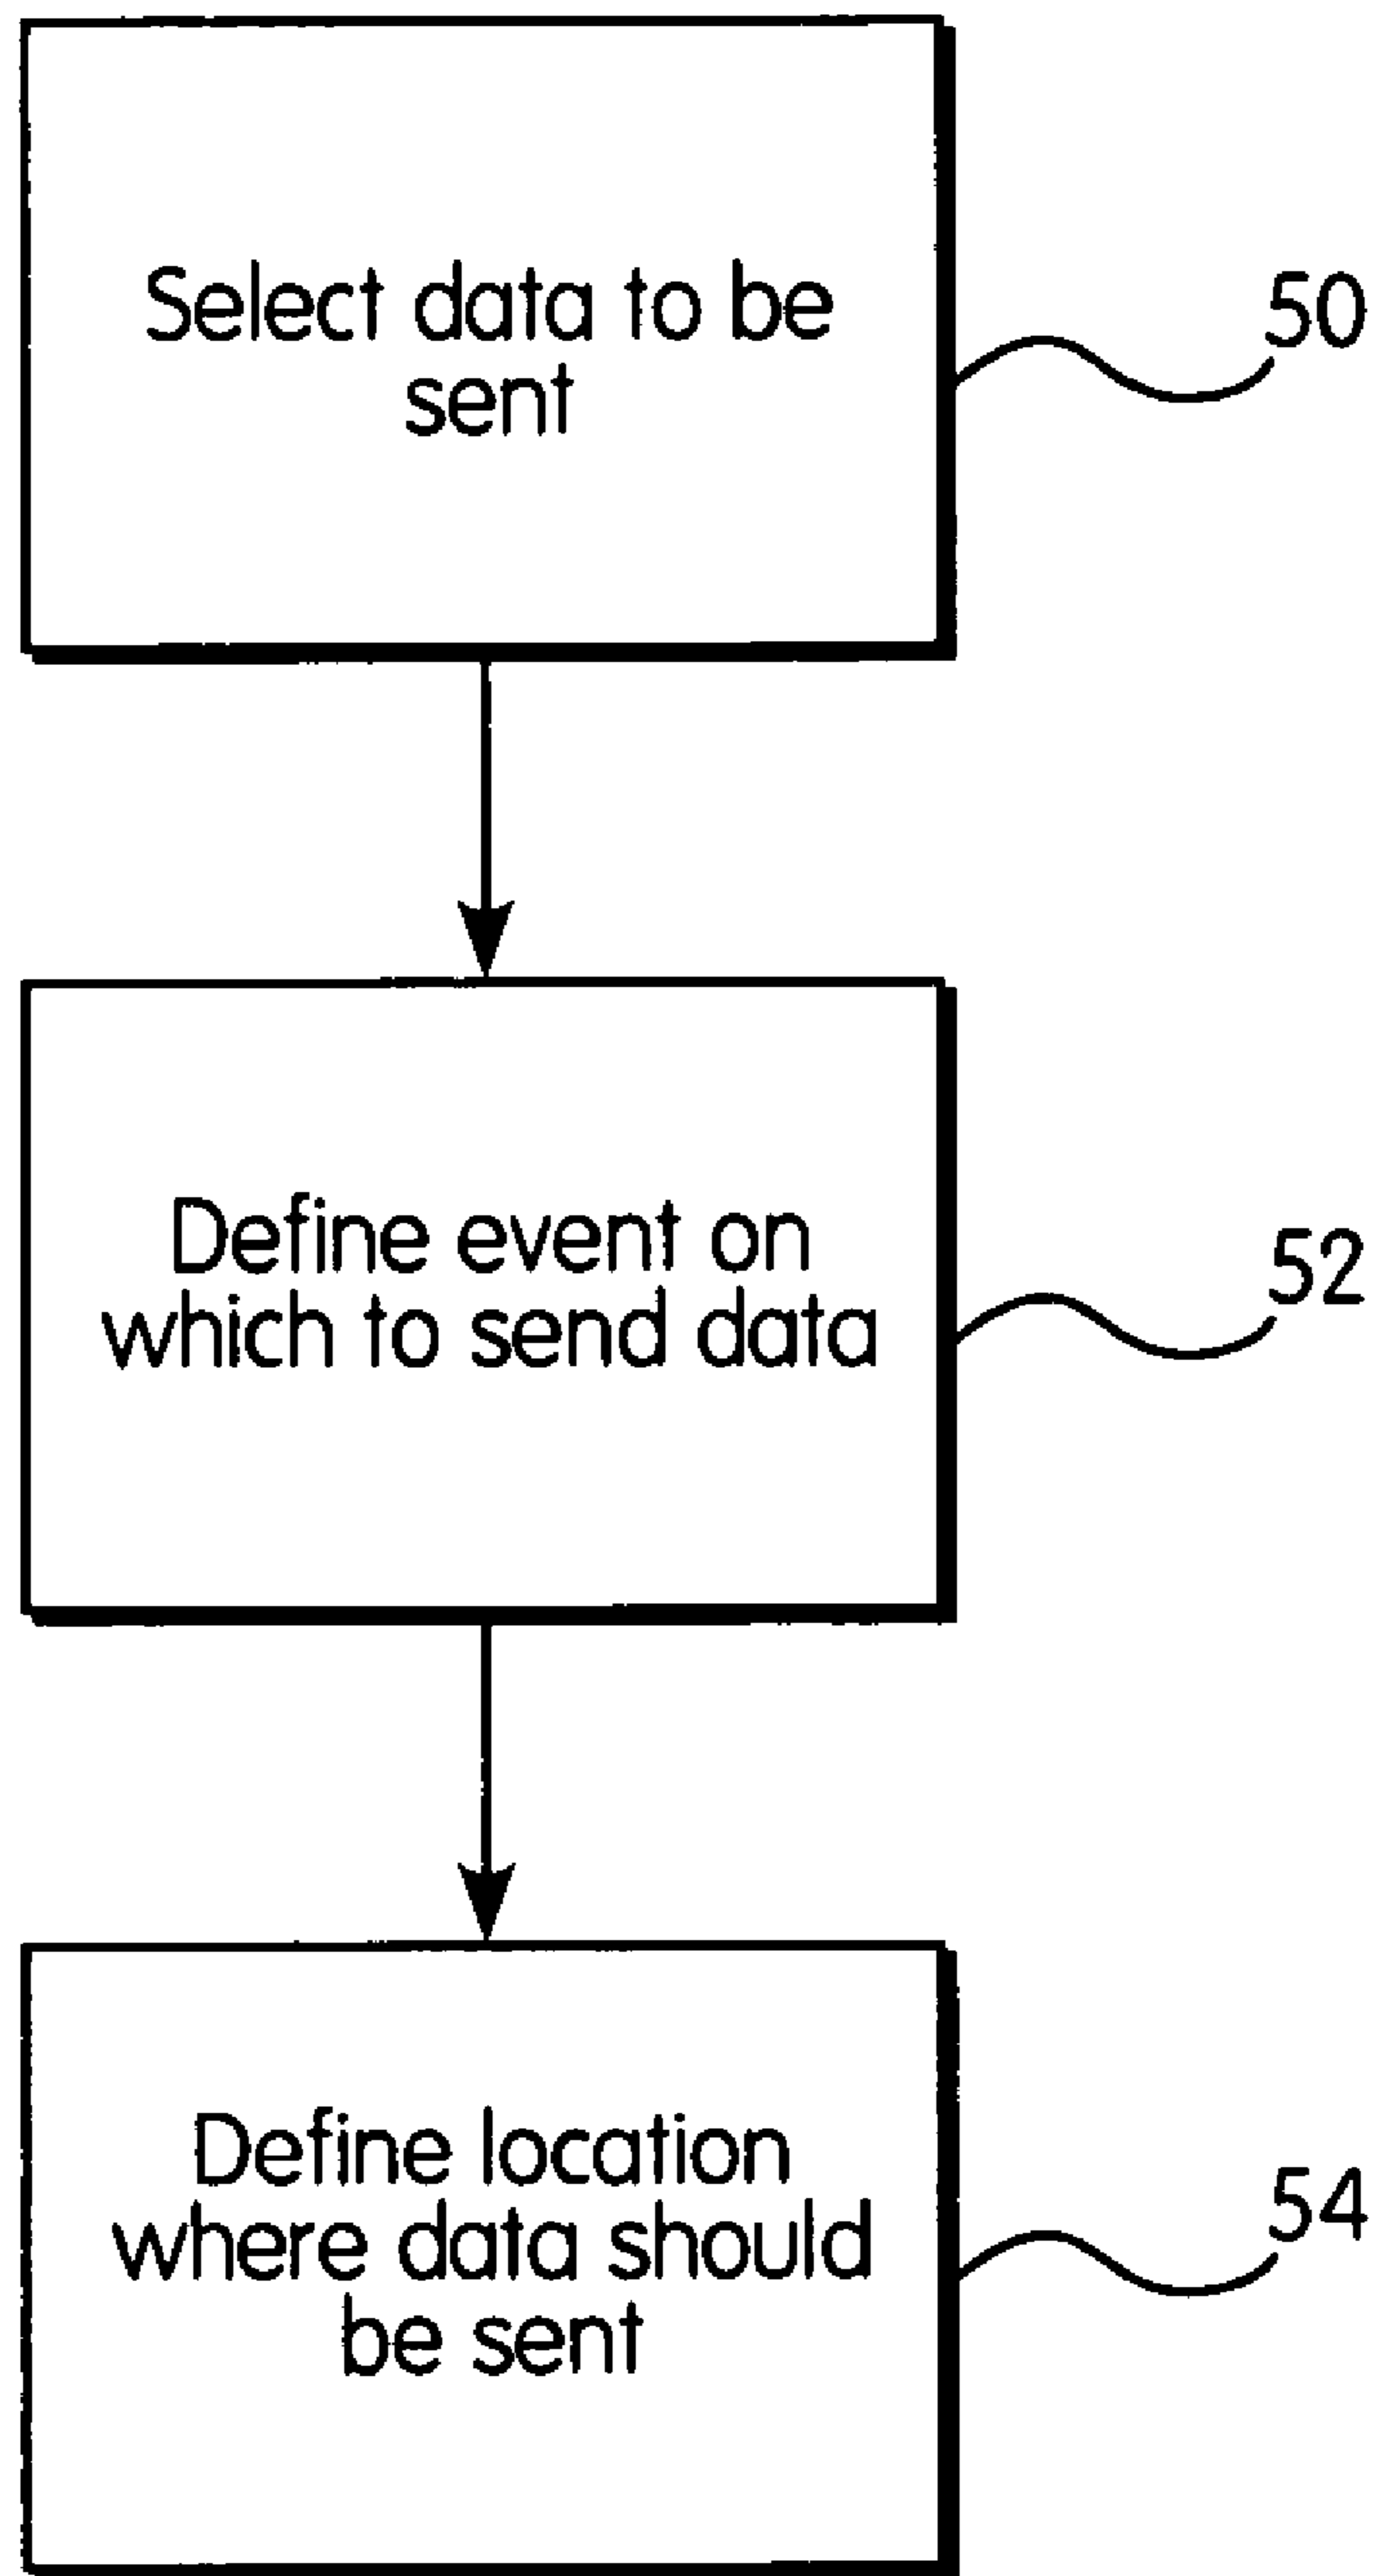 Select data to be
sent
50
Define event on
which to send data
52
Define location
where data should
be sent
54